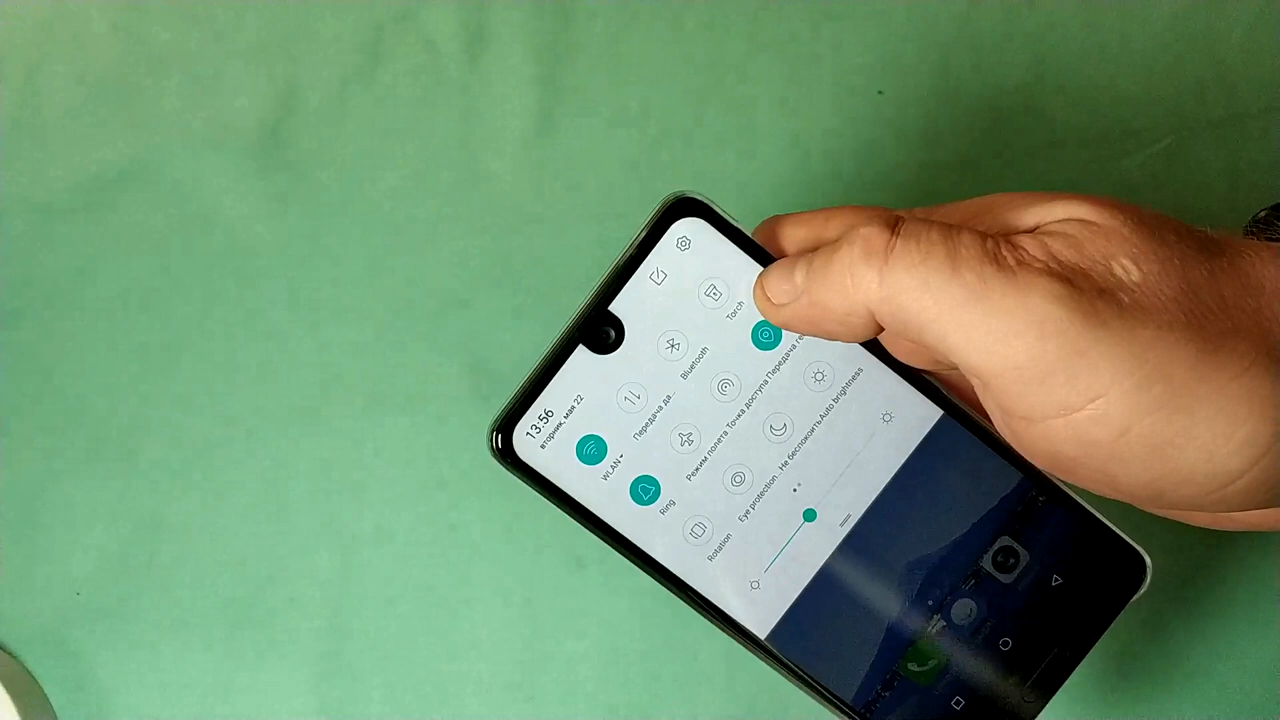 13:56
вторник, мая 22
WLAN
Передача да...
Bluetooth
Torch
Ring
Режим полета
Точка доступа
Передача ге
Rotation
Eye protection...
Не беспокоить
Auto brightness